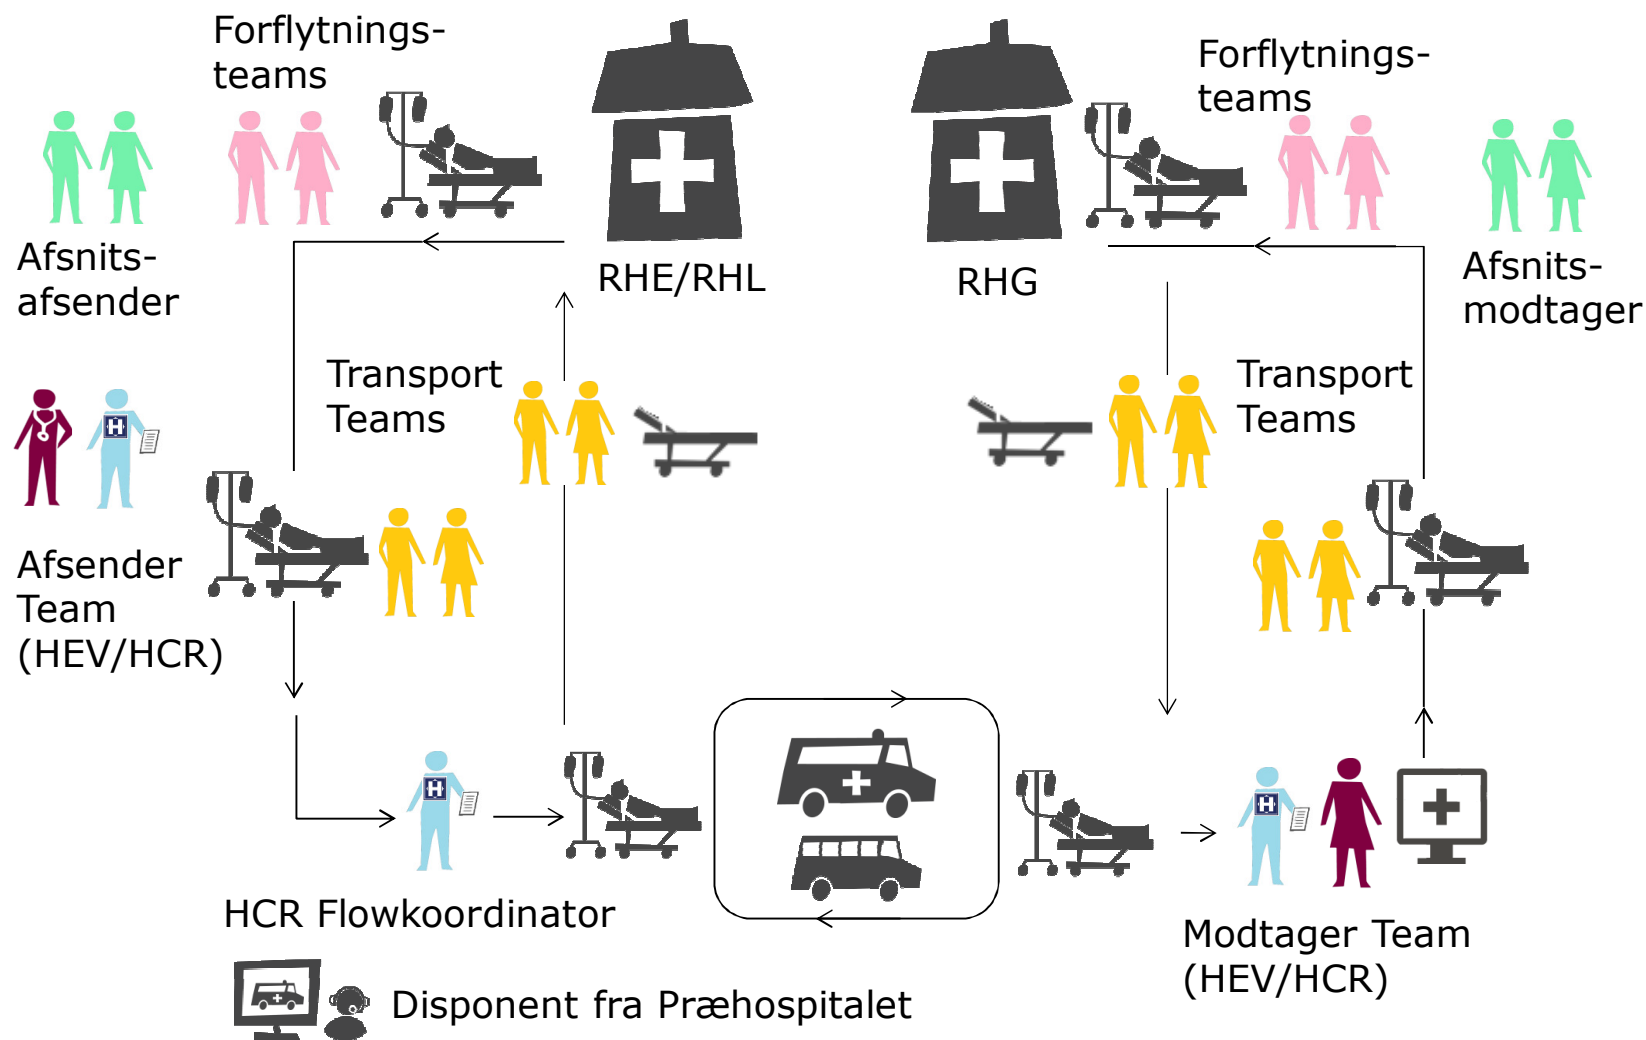 Forflytnings-
teams
Forflytnings-
teams
Afsnits-
afsender
RHE/RHL
RHG
Afsnits-
modtager
Transport
Teams
Transport
Teams
H
Afsender
Team
(HEV/HCR)
H
H
HCR Flowkoordinator
Modtager Team
(HEV/HCR)
Disponent fra Præhospitalet